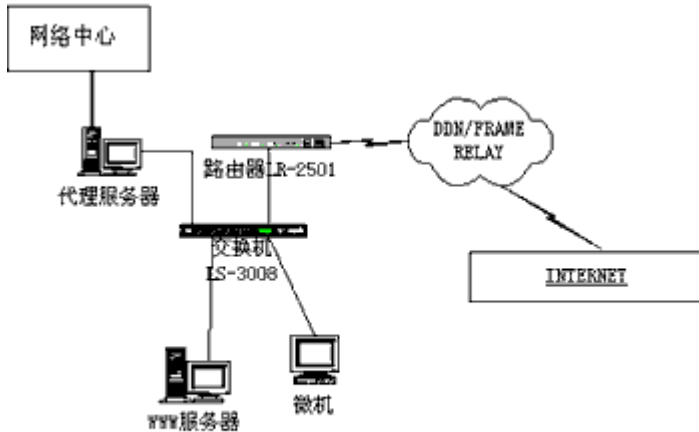 网络中心
DDN/FRAME
RELAY
路由器LR-2501
代理服务器
交换机
LS-3008
INTERNET
微机
WWW服务器